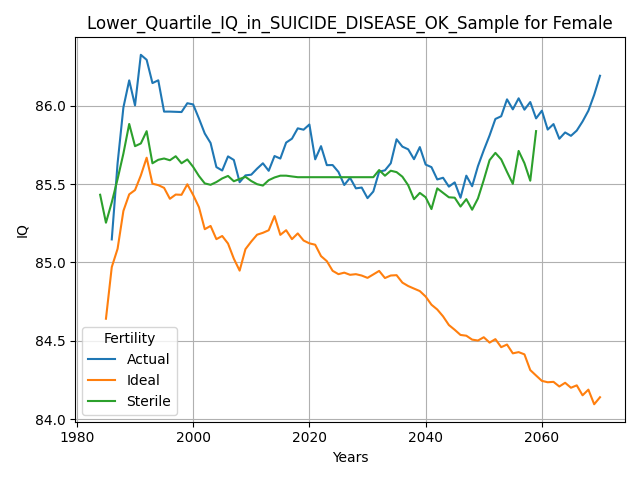 Lower_Quartile_IQ_in_SUICIDE_DISEASE_OK_Sample for Female
86.0
85.5
85.0
84.5
84.0
IQ
Fertility
Actual
Ideal
Sterile
1980
2000
2020
2040
2060
Years